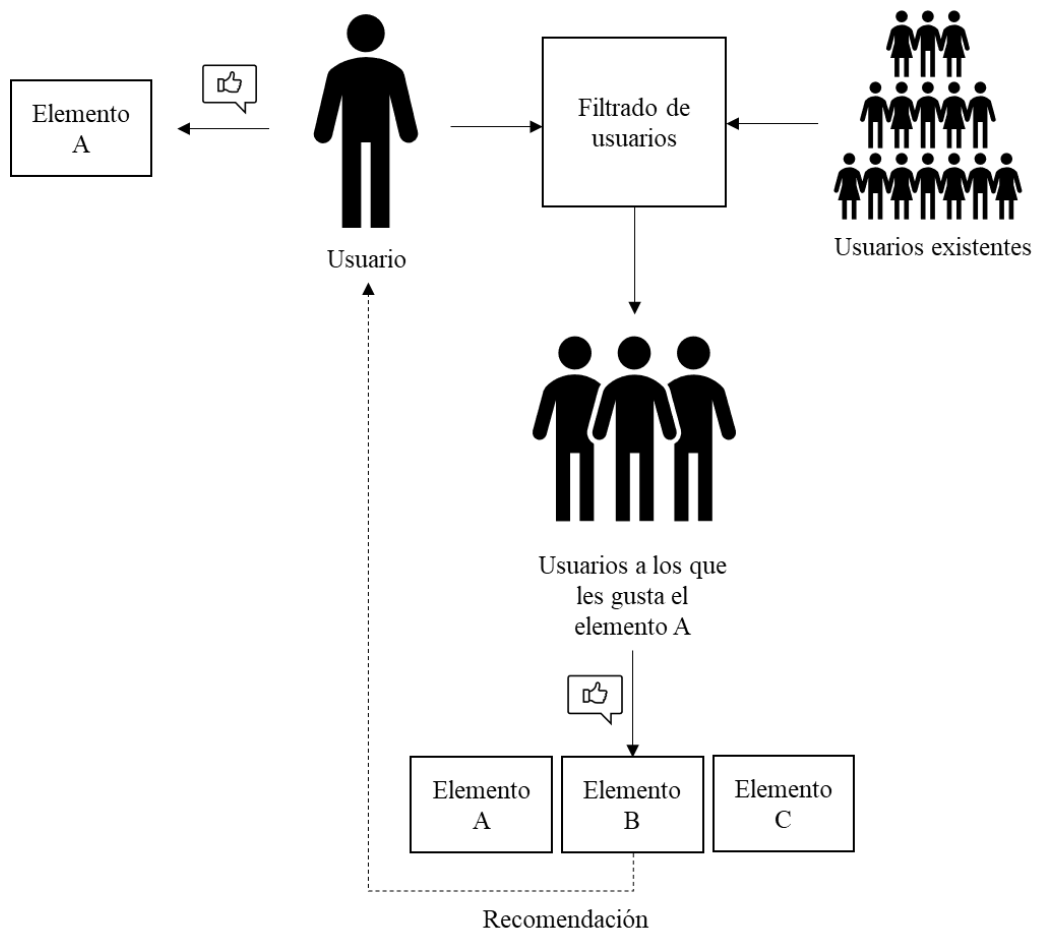 Elemento
A
Filtrado de
usuarios
Usuario
Usuarios existentes
Usuarios a los que
les gusta el
elemento A
Elemento
A
Elemento
B
Elemento
C
Recomendación